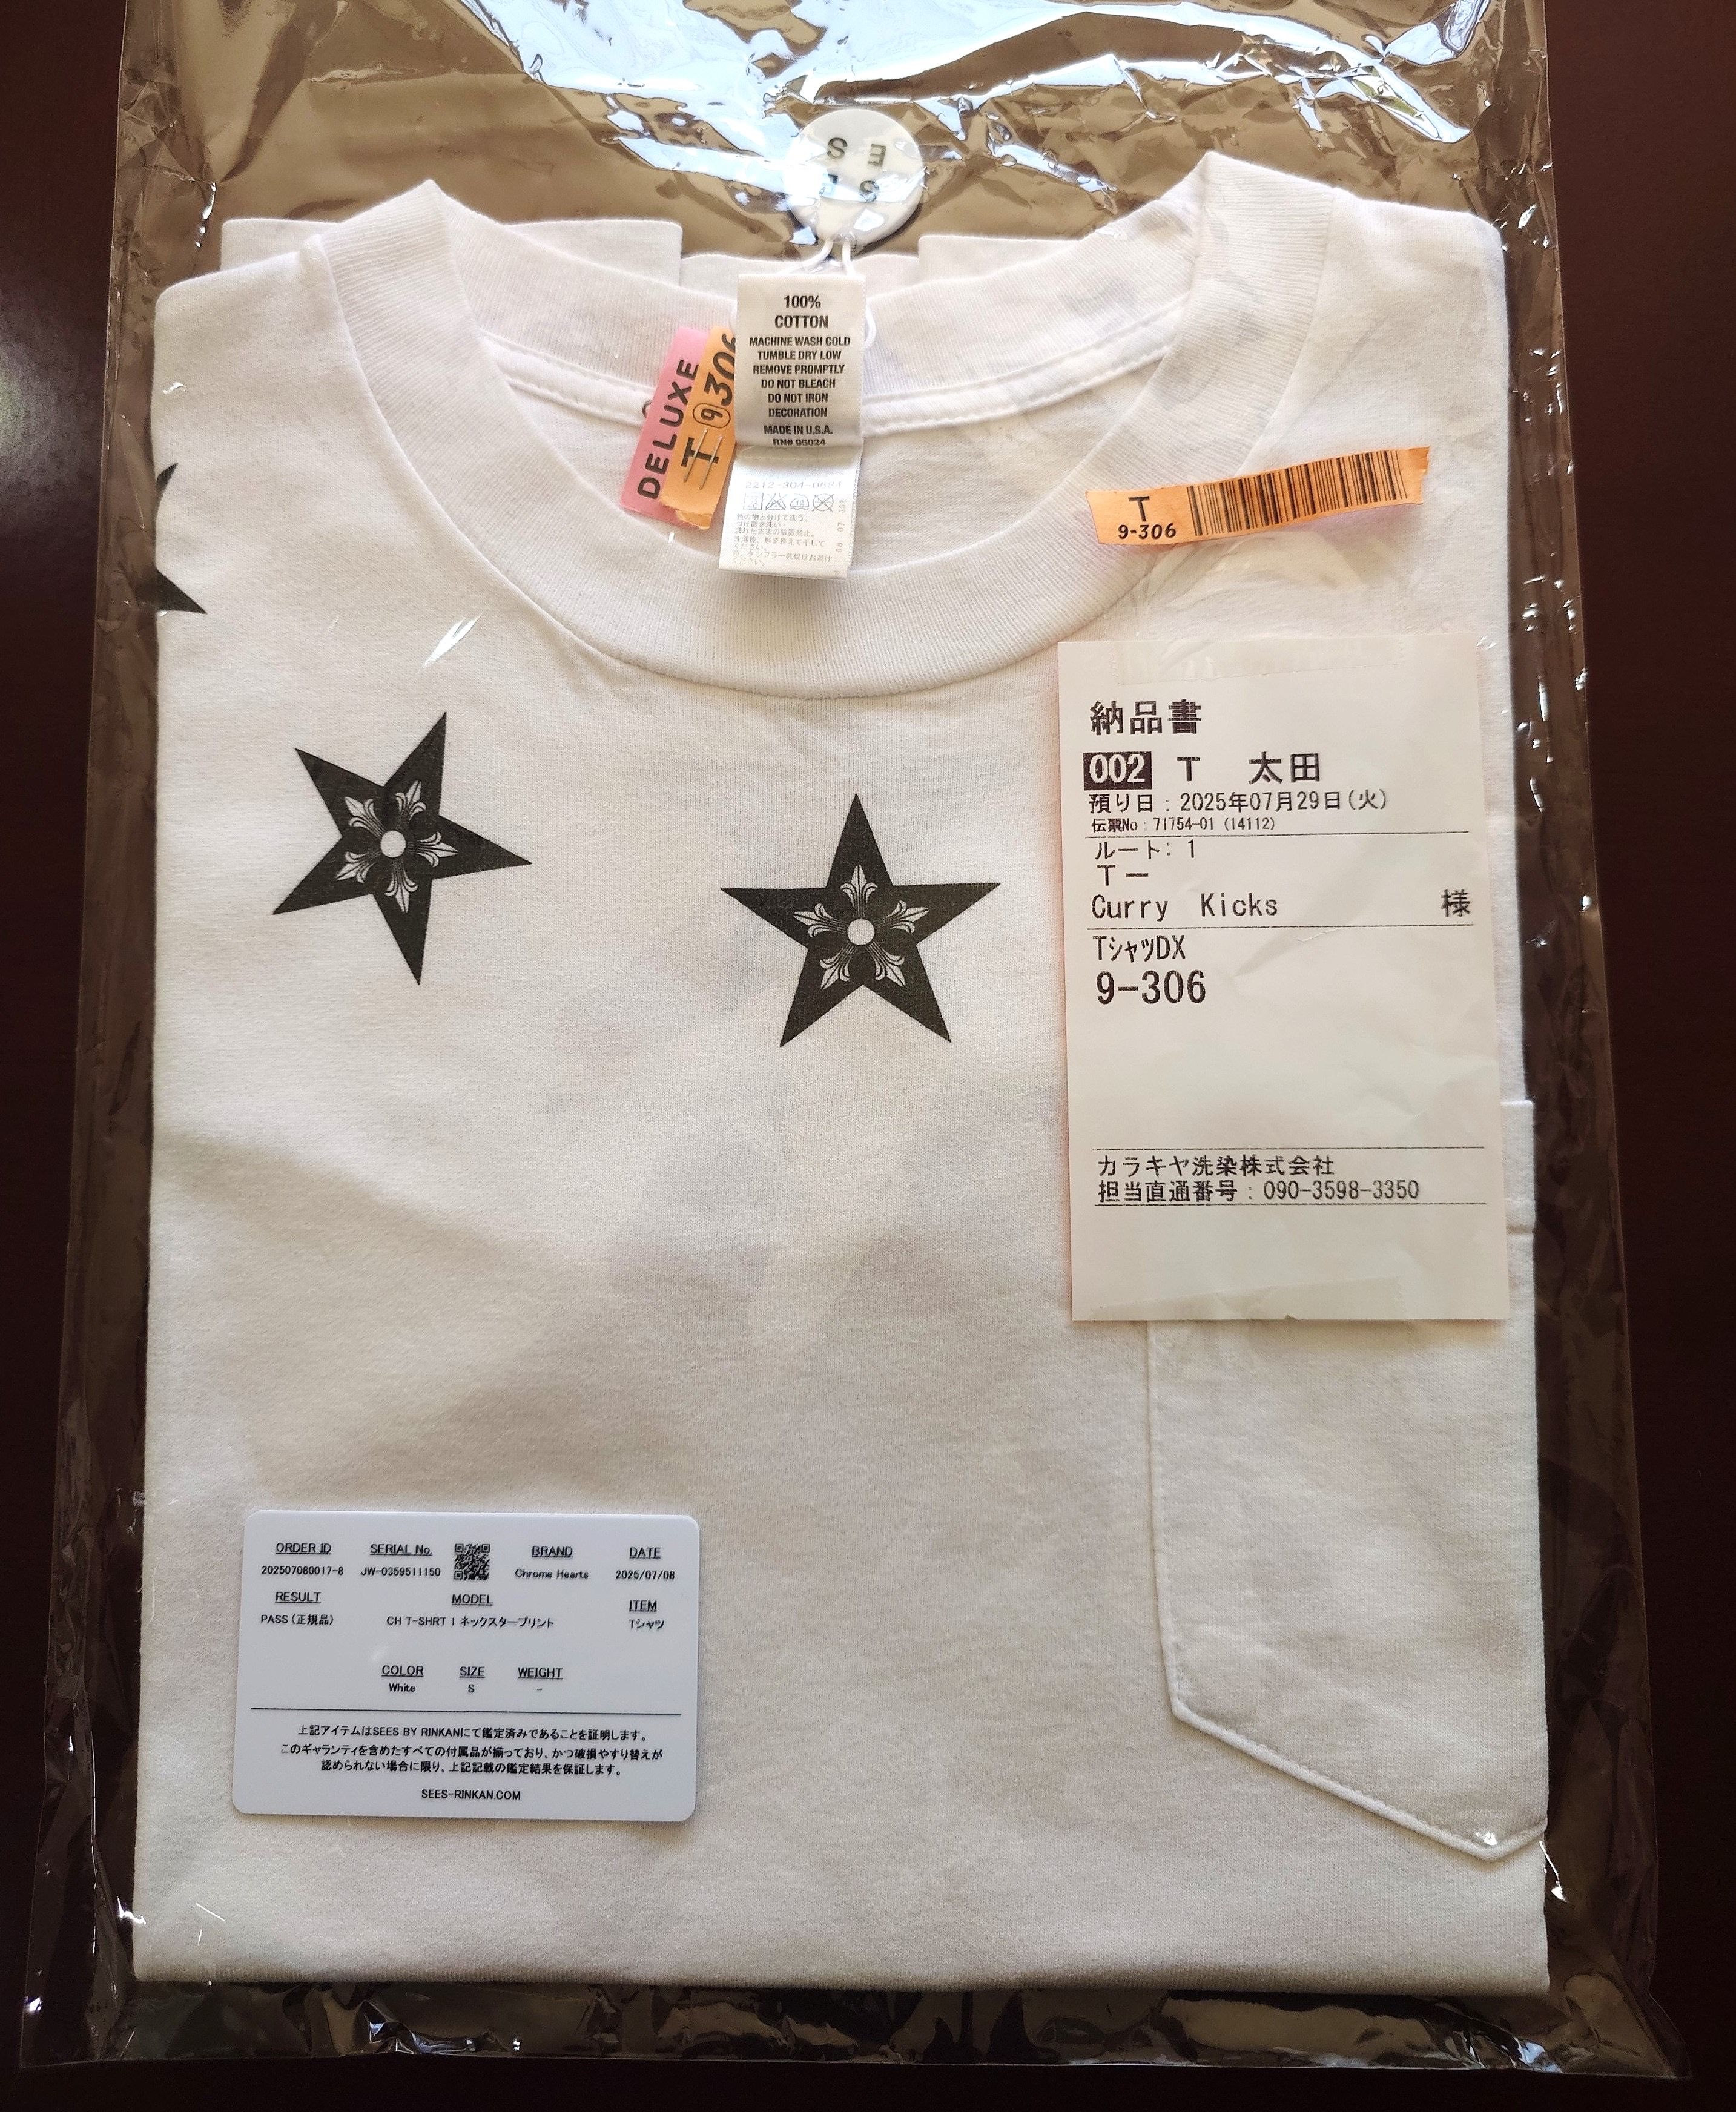 S E
S E
100%
COTTON
MACHINE WASH COLD
TUMBLE DRY LOW
REMOVE PROMPTLY
DO NOT BLEACH
DO NOT IRON
DECORATION
MADE IN U.S.A.
RN# 95024
DELUXE
T ⑨306
T
9-306
納品書
002 T 太田
預り日:2025年07月29日(火)
伝票No:71754-01 (14112)
ルート: 1
Tー
Curry Kicks 様
TシャツDX
9-306
カラキヤ洗染株式会社
担当直通番号:090-3598-3350
ORDER ID SERIAL No. BRAND DATE
202507080017-8 JW-0359511150 Chrome Hearts 2025/07/08
RESULT MODEL ITEM
PASS (正規品) CH T-SHRT I ネックスタープリント Tシャツ
COLOR SIZE WEIGHT
White S -
上記アイテムはSEES BY RINKANにて鑑定済みであることを証明します。
このギャランティを含めたすべての付属品が揃っており、かつ破損やすり替えが
認められない場合に限り、上記記載の鑑定結果を保証します。
SEES-RINKAN.COM